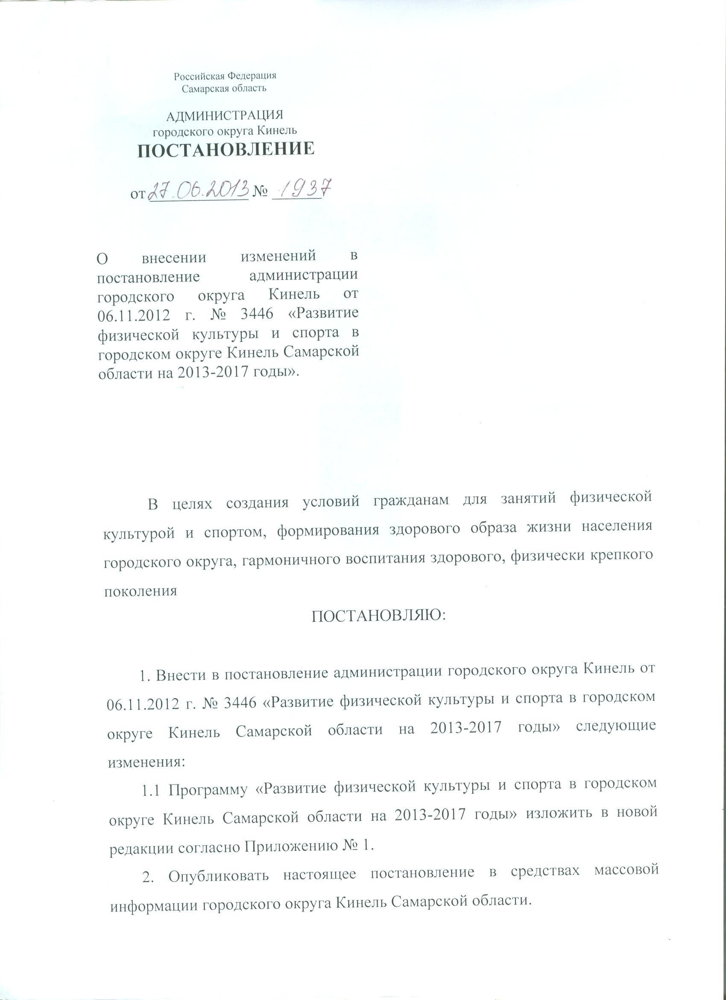 Российская Федерация
Самарская область
АДМИНИСТРАЦИЯ
городского округа Кинель
ПОСТАНОВЛЕНИЕ
от 27.06.2013 № 1937
О внесении изменений в
постановление администрации
городского округа Кинель от
06.11.2012 г. № 3446 «Развитие
физической культуры и спорта в
городском округе Кинель Самарской
области на 2013-2017 годы».
В целях создания условий гражданам для занятий физической
культурой и спортом, формирования здорового образа жизни населения
городского округа, гармоничного воспитания здорового, физически крепкого
поколения
ПОСТАНОВЛЯЮ:
1. Внести в постановление администрации городского округа Кинель от
06.11.2012 г. № 3446 «Развитие физической культуры и спорта в городском
округе Кинель Самарской области на 2013-2017 годы» следующие
изменения:
1.1 Программу «Развитие физической культуры и спорта в городском
округе Кинель Самарской области на 2013-2017 годы» изложить в новой
редакции согласно Приложению № 1.
2. Опубликовать настоящее постановление в средствах массовой
информации городского округа Кинель Самарской области.